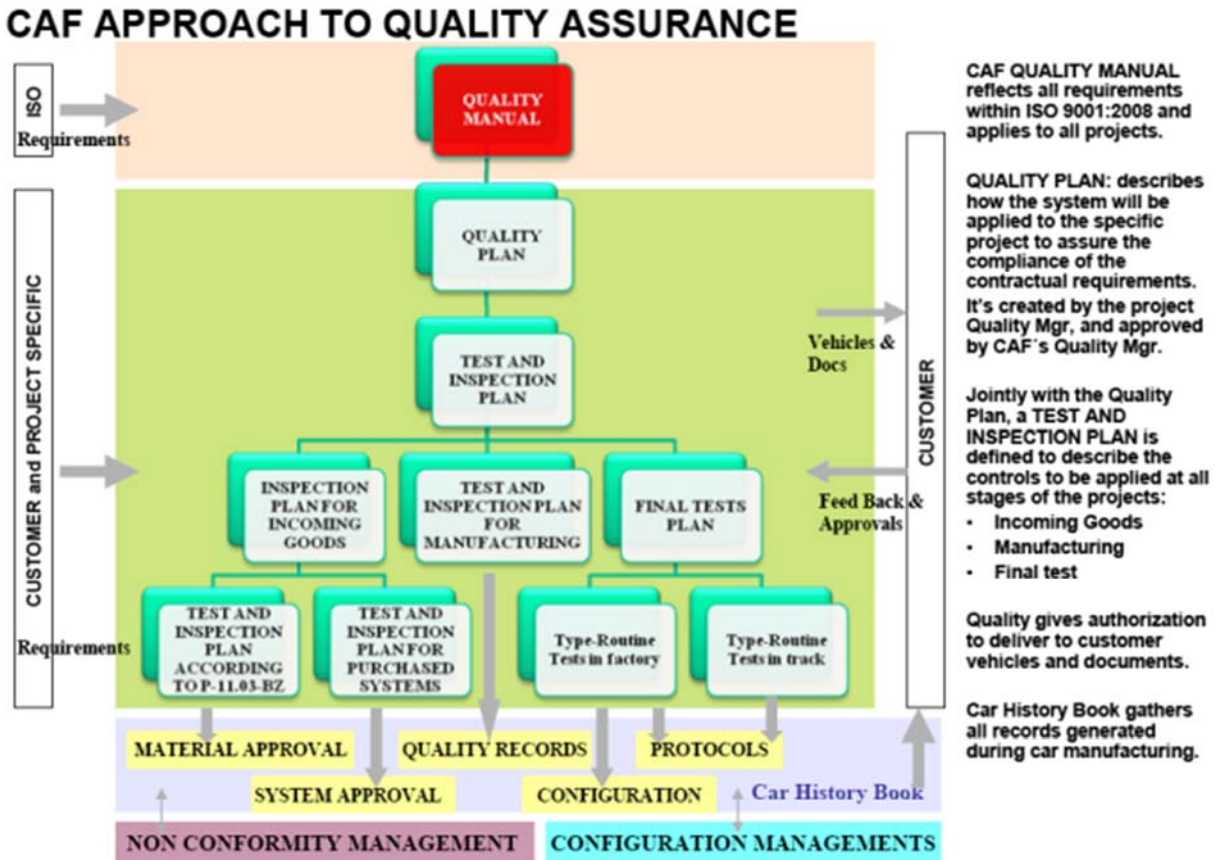 CAF APPROACH TO QUALITY ASSURANCE
ISO
Requirements
QUALITY
MANUAL
QUALITY
PLAN
TEST AND
INSPECTION
PLAN
INSPECTION
PLAN FOR
INCOMING
GOODS
TEST AND
INSPECTION PLAN
FOR
MANUFACTURING
FINAL TESTS
PLAN
TEST AND
INSPECTION
PLAN
ACCORDING
TO P-11.03-BZ
TEST AND
INSPECTION
PLAN FOR
PURCHASED
SYSTEMS
Type-Routine
Tests in factory
Type-Routine
Tests in track
CUSTOMER and PROJECT SPECIFIC
Requirements
Vehicles &
Docs
Feed Back &
Approvals
CUSTOMER
MATERIAL APPROVAL
QUALITY RECORDS
PROTOCOLS
SYSTEM APPROVAL
CONFIGURATION
Car History Book
NON CONFORMITY MANAGEMENT
CONFIGURATION MANAGEMENTS
CAF QUALITY MANUAL
reflects all requirements
within ISO 9001:2008 and
applies to all projects.
QUALITY PLAN: describes
how the system will be
applied to the specific
project to assure the
compliance of the
contractual requirements.
It's created by the project
Quality Mgr, and approved
by CAF´s Quality Mgr.
Jointly with the Quality
Plan, a TEST AND
INSPECTION PLAN is
defined to describe the
controls to be applied at all
stages of the projects:
• Incoming Goods
• Manufacturing
• Final test
Quality gives authorization
to deliver to customer
vehicles and documents.
Car History Book gathers
all records generated
during car manufacturing.